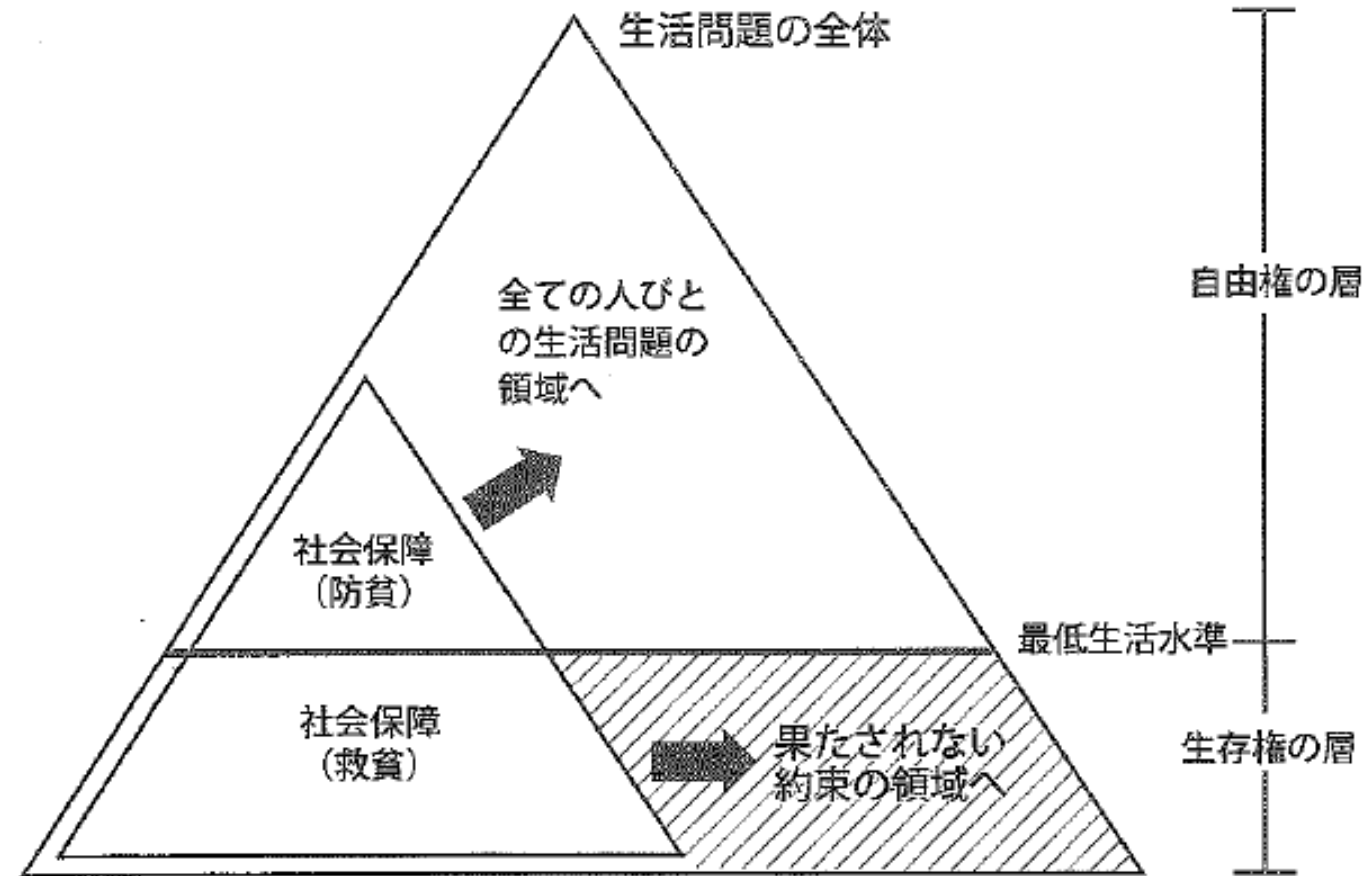 生活問題の全体
自由権の層
全ての人びと
の生活問題の
領域へ
社会保障
(防貧)
最低生活水準
社会保障
(救貧)
果たされない
約束の領域へ
生存権の層